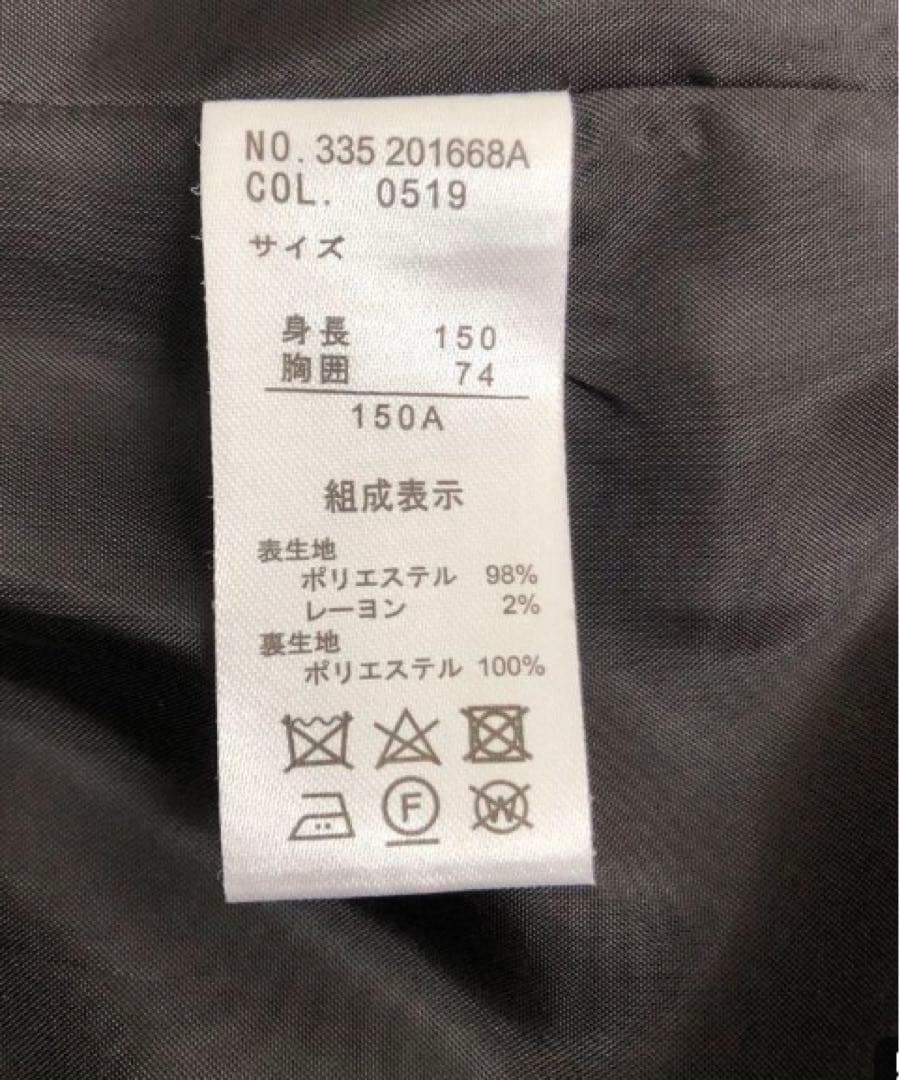 NO. 335 201668A
COL. 0519
サイズ
身長 150
胸囲 74
150A
組成表示
表生地
ポリエステル 98%
レーヨン 2%
裏生地
ポリエステル 100%
F W